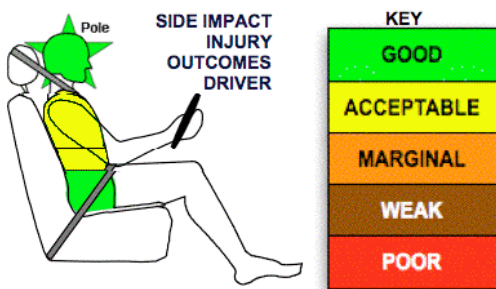 Pole
SIDE IMPACT
INJURY
OUTCOMES
DRIVER
KEY
GOOD
ACCEPTABLE
MARGINAL
WEAK
POOR